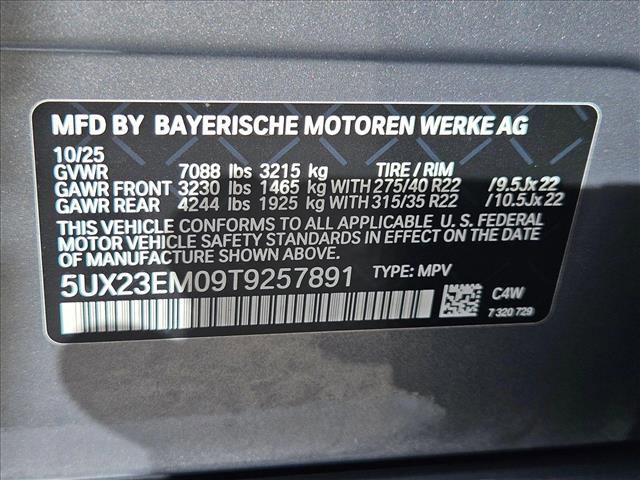 MFD BY BAYERISCHE MOTOREN WERKE AG
10/25
GVWR 7088 lbs 3215 kg TIRE / RIM
GAWR FRONT 3230 lbs 1465 kg WITH 275/40 R22 /9.5Jx22
GAWR REAR 4244 lbs 1925 kg WITH 315/35 R22 /10.5Jx22
THIS VEHICLE CONFORMS TO ALL APPLICABLE U. S. FEDERAL
MOTOR VEHICLE SAFETY STANDARDS IN EFFECT ON THE DATE
OF MANUFACTURE SHOWN ABOVE.
5UX23EM09T9257891 TYPE: MPV
C4W
7 320 729